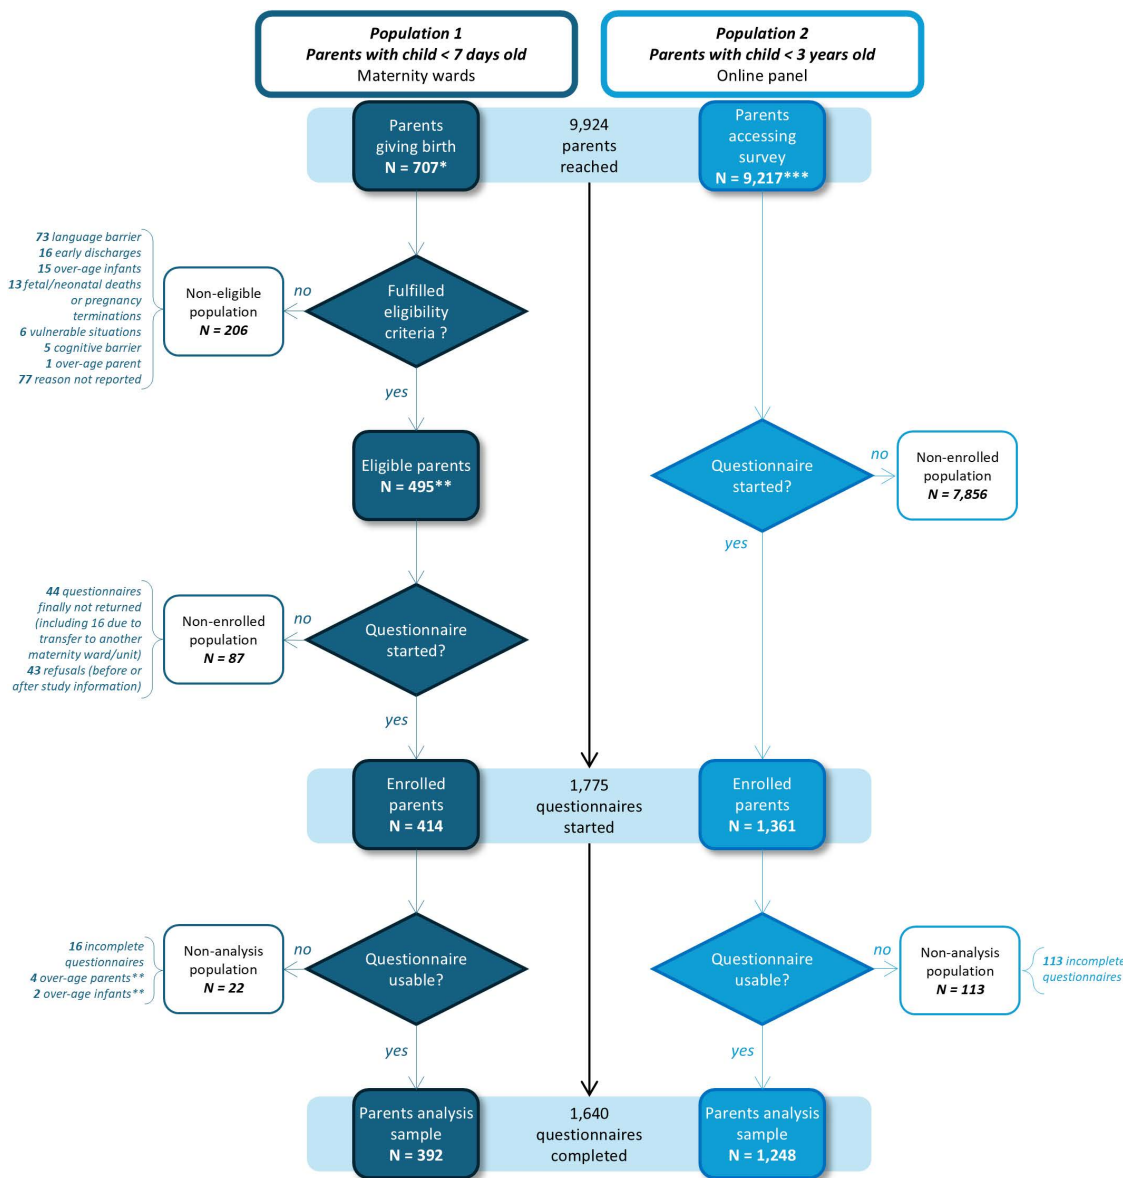 Population 1
Parents with child < 7 days old
Maternity wards
Population 2
Parents with child < 3 years old
Online panel
Parents
giving birth
N = 707*
9,924
parents
reached
Parents
accessing
survey
N = 9,217***
73 language barrier
16 early discharges
15 over-age infants
13 fetal/neonatal deaths
or pregnancy
terminations
6 vulnerable situations
5 cognitive barrier
1 over-age parent
77 reason not reported
Non-eligible
population
N = 206
no
Fulfilled
eligibility
criteria ?
yes
Eligible parents
N = 495**
Questionnaire
started?
no
Non-enrolled
population
N = 7,856
yes
44 questionnaires
finally not returned
(including 16 due to
transfer to another
maternity ward/unit)
43 refusals (before or
after study information)
Non-enrolled
population
N = 87
no
Questionnaire
started?
yes
Enrolled
parents
N = 414
1,775
questionnaires
started
Enrolled
parents
N = 1,361
16 incomplete
questionnaires
4 over-age parents**
2 over-age infants**
Non-analysis
population
N = 22
no
Questionnaire
usable?
yes
Questionnaire
usable?
no
Non-analysis
population
N = 113
113 incomplete
questionnaires
yes
Parents analysis
sample
N = 392
1,640
questionnaires
completed
Parents analysis
sample
N = 1,248